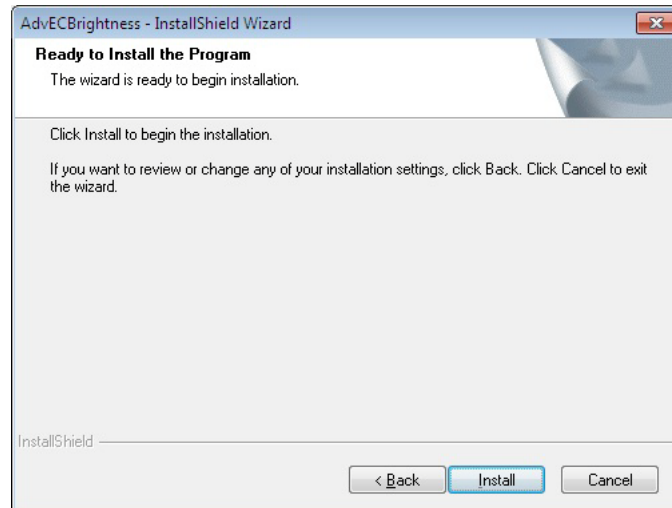 AdvECBrightness - InstallShield Wizard
Ready to Install the Program
The wizard is ready to begin installation.
Click Install to begin the installation.
If you want to review or change any of your installation settings, click Back. Click Cancel to exit
the wizard.
InstallShield
< Back
Install
Cancel